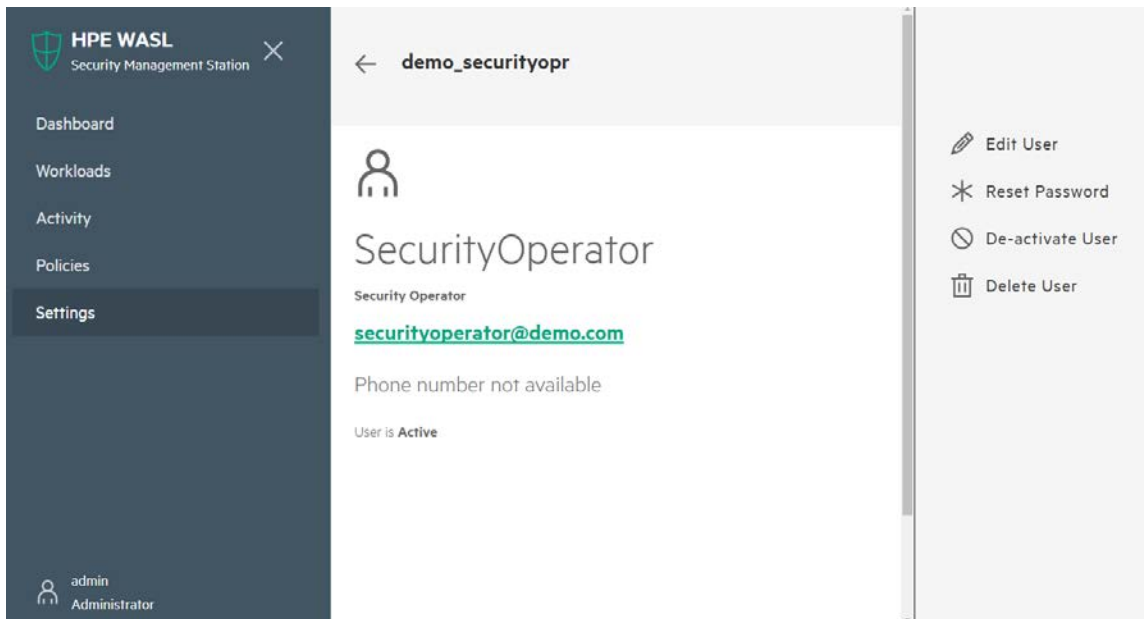 HPE WASL
Security Management Station
Dashboard
Workloads
Activity
Policies
Settings
admin
Administrator
demo_securityopr
SecurityOperator
Security Operator
securityoperator@demo.com
Phone number not available
User is Active
Edit User
Reset Password
De-activate User
Delete User